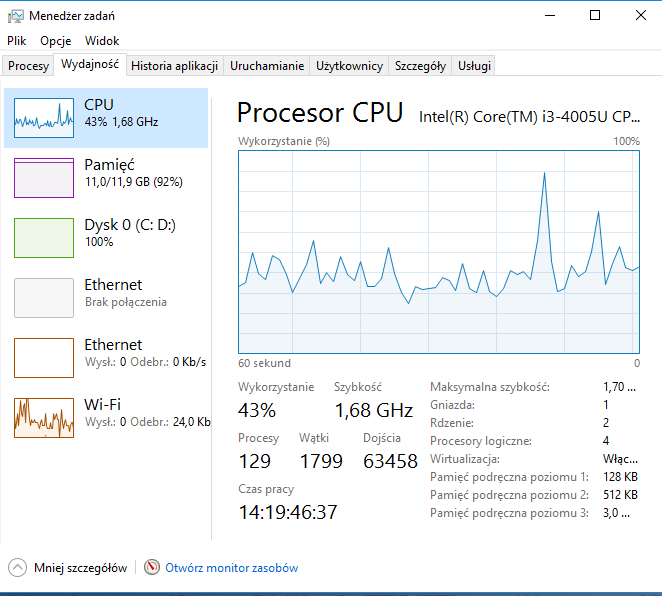 Menedżer zadań
Plik Opcje Widok
Procesy Wydajność Historia aplikacji Uruchamianie Użytkownicy Szczegóły Usługi
CPU
43% 1,68 GHz
Pamięć
11,0/11,9 GB (92%)
Dysk 0 (C: D:)
100%
Ethernet
Brak połączenia
Ethernet
Wysł.: 0 Odebr.: 0 Kb/s
Wi-Fi
Wysł.: 0 Odebr.: 24,0 Kb
Procesor CPU Intel(R) Core(TM) i3-4005U CP...
Wykorzystanie (%) 100%
60 sekund 0
Wykorzystanie Szybkość
43% 1,68 GHz
Procesy Wątki Dojścia
129 1799 63458
Czas pracy
14:19:46:37
Maksymalna szybkość: 1,70 ...
Gniazda: 1
Rdzenie: 2
Procesory logiczne: 4
Wirtualizacja: Włąc...
Pamięć podręczna poziomu 1: 128 KB
Pamięć podręczna poziomu 2: 512 KB
Pamięć podręczna poziomu 3: 3,0 ...
Mniej szczegółów Otwórz monitor zasobów